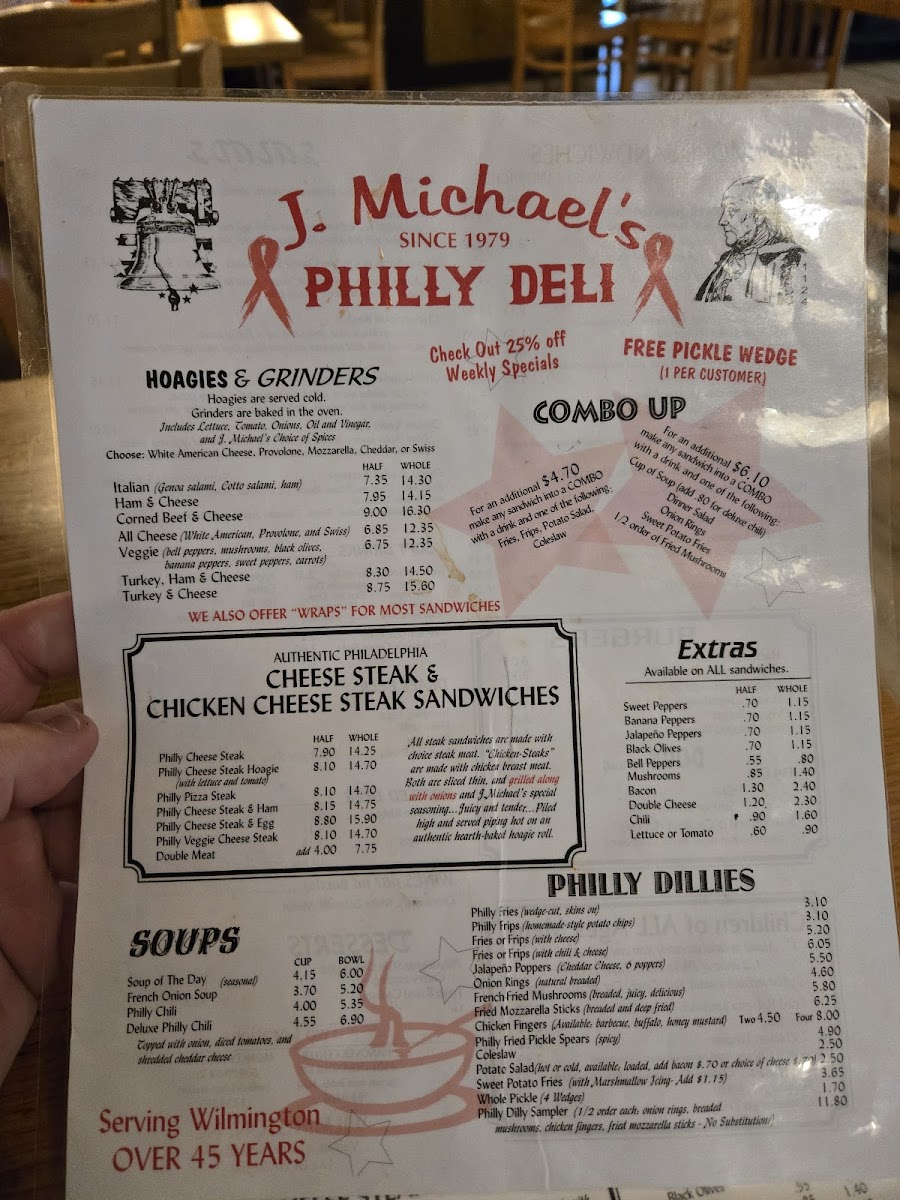 J. Michael's
SINCE 1979
PHILLY DELI
1124
Check Out 25% off
Weekly Specials
FREE PICKLE WEDGE
(1 PER CUSTOMER)
HOAGIES & GRINDERS
Hoagies are served cold.
Grinders are baked in the oven.
Includes Lettuce, Tomato, Onions, Oil and Vinegar,
and J. Michael's Choice of Spices
Choose: White American Cheese, Provolone, Mozzarella, Cheddar, or Swiss
HALF WHOLE
Italian (Genoa salami, Cotto salami, ham) 7.35 14.30
Ham & Cheese 7.95 14.15
Corned Beef & Cheese 9.00 16.30
All Cheese (White American, Provolone, and Swiss) 6.85 12.35
Veggie (bell peppers, mushrooms, black olives, 6.75 12.35
banana peppers, sweet peppers, carrots)
Turkey, Ham & Cheese 8.30 14.50
Turkey & Cheese 8.75 15.60
WE ALSO OFFER "WRAPS" FOR MOST SANDWICHES
COMBO UP
For an additional $4.70
make any sandwich into a COMBO
with a drink and one of the following:
Fries, Frips, Potato Salad,
Coleslaw
For an additional $6.10
make any sandwich into a COMBO
with a drink and one of the following:
Cup of Soup (add .80 for deluxe chili)
Dinner Salad
Onion Rings
Sweet Potato Fries
1/2 order of Fried Mushrooms
AUTHENTIC PHILADELPHIA
CHEESE STEAK &
CHICKEN CHEESE STEAK SANDWICHES
HALF WHOLE
Philly Cheese Steak 7.90 14.25
Philly Cheese Steak Hoagie 8.10 14.70
(with lettuce and tomato)
Philly Pizza Steak 8.10 14.70
Philly Cheese Steak & Ham 8.15 14.75
Philly Cheese Steak & Egg 8.80 15.90
Philly Veggie Cheese Steak 8.10 14.70
Double Meat add 4.00 7.75
All steak sandwiches are made with
choice steak meat. "Chicken-Steaks"
are made with chicken breast meat.
Both are sliced thin, and grilled along
with onions and J.Michael's special
seasoning... Juicy and tender... Piled
high and served piping hot on an
authentic hearth-baked hoagie roll.
Extras
Available on ALL sandwiches.
HALF WHOLE
Sweet Peppers .70 1.15
Banana Peppers .70 1.15
Jalapeño Peppers .70 1.15
Black Olives .70 1.15
Bell Peppers .55 .80
Mushrooms .85 1.40
Bacon 1.30 2.40
Double Cheese 1.20 2.30
Chili .90 1.60
Lettuce or Tomato .60 .90
SOUPS
CUP BOWL
Soup of The Day (seasonal) 4.15 6.00
French Onion Soup 3.70 5.20
Philly Chili 4.00 5.35
Deluxe Philly Chili 4.55 6.90
Topped with onion, diced tomatoes, and
shredded cheddar cheese
Serving Wilmington
OVER 45 YEARS
PHILLY DILLIES
Philly Fries (wedge-cut, skins on) 3.10
Philly Frips (homemade-style potato chips) 3.10
Fries or Frips (with cheese) 5.20
Fries or Frips (with chili & cheese) 6.05
Jalapeño Poppers (Cheddar Cheese, 6 poppers) 5.50
Onion Rings (natural breaded) 4.60
French Fried Mushrooms (breaded, juicy, delicious) 5.80
Fried Mozzarella Sticks (breaded and deep fried) 6.25
Chicken Fingers (Available: barbecue, buffalo, honey mustard) Two 4.50 Four 8.00
Philly Fried Pickle Spears (spicy) 4.90
Coleslaw 2.50
Potato Salad (hot or cold, available, loaded, add bacon $.70 or choice of cheese $.70) 2.50
Sweet Potato Fries (with Marshmallow Icing- Add $1.15) 3.65
Whole Pickle (4 Wedges) 1.70
Philly Dilly Sampler (1/2 order each: onion rings, breaded 11.80
mushrooms, chicken fingers, fried mozzarella sticks - No Substitutions)
Black Olives .55 1.40